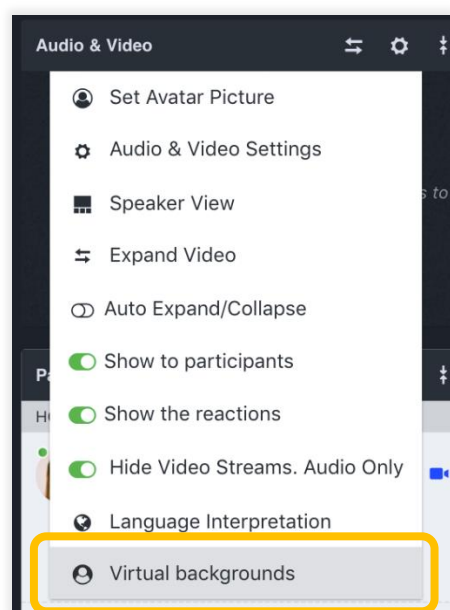 Audio & Video
Set Avatar Picture
Audio & Video Settings
Speaker View
s to
Expand Video
Auto Expand/Collapse
Show to participants
Show the reactions
Hide Video Streams. Audio Only
Language Interpretation
Virtual backgrounds